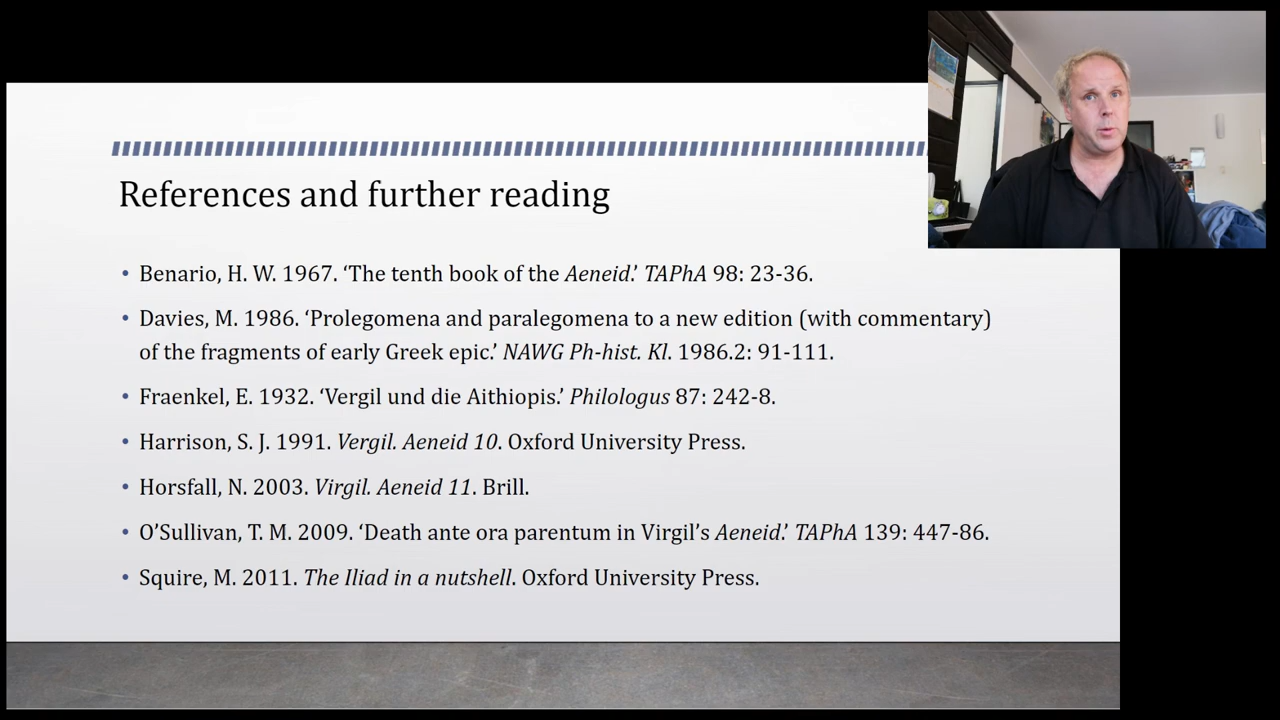 References and further reading
• Benario, H. W. 1967. ‘The tenth book of the Aeneid.’ TAPhA 98: 23-36.
• Davies, M. 1986. ‘Prolegomena and paralegomena to a new edition (with commentary)
of the fragments of early Greek epic.’ NAWG Ph-hist. Kl. 1986.2: 91-111.
• Fraenkel, E. 1932. ‘Vergil und die Aithiopis.’ Philologus 87: 242-8.
• Harrison, S. J. 1991. Vergil. Aeneid 10. Oxford University Press.
• Horsfall, N. 2003. Virgil. Aeneid 11. Brill.
• O’Sullivan, T. M. 2009. ‘Death ante ora parentum in Virgil’s Aeneid.’ TAPhA 139: 447-86.
• Squire, M. 2011. The Iliad in a nutshell. Oxford University Press.